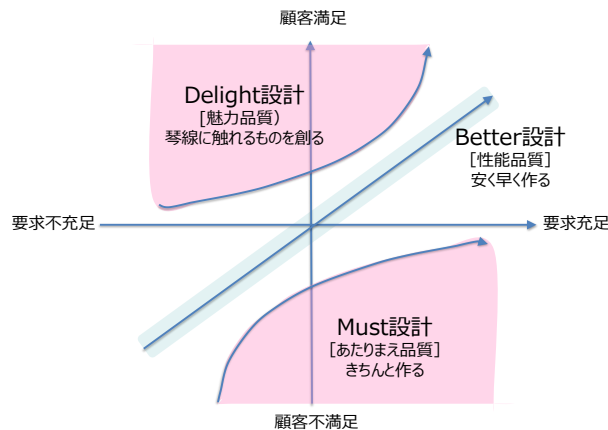 顧客満足
Delight設計
[魅力品質）
琴線に触れるものを創る
Better設計
[性能品質]
安く早く作る
要求不充足
要求充足
Must設計
[あたりまえ品質]
きちんと作る
顧客不満足